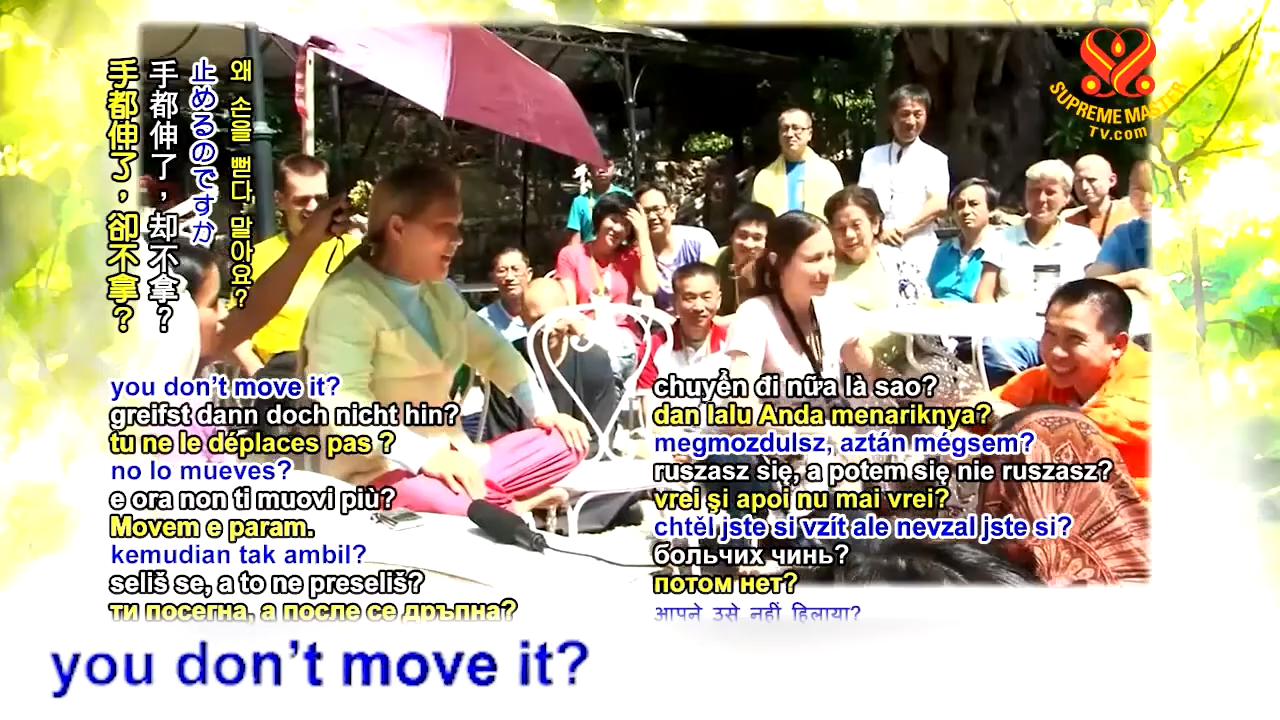 手都伸了，卻不拿？
手都伸了，却不拿？
止めるのですか
왜 손을 뻗다 말아요?
SUPREME MASTER
TV.com
you don’t move it?
greifst dann doch nicht hin?
tu ne le déplaces pas ?
no lo mueves?
e ora non ti muovi più?
Movem e param.
kemudian tak ambil?
seliš se, a to ne preseliš?
ти посегна, а после се дръпна?
chuyển đi nữa là sao?
dan lalu Anda menariknya?
megmozdulsz, aztán mégsem?
ruszasz się, a potem się nie ruszasz?
vrei şi apoi nu mai vrei?
chtěl jste si vzít ale nevzal jste si?
больчих чинь?
потом нет?
आपने उसे नहीं हिलाया?
you don’t move it?